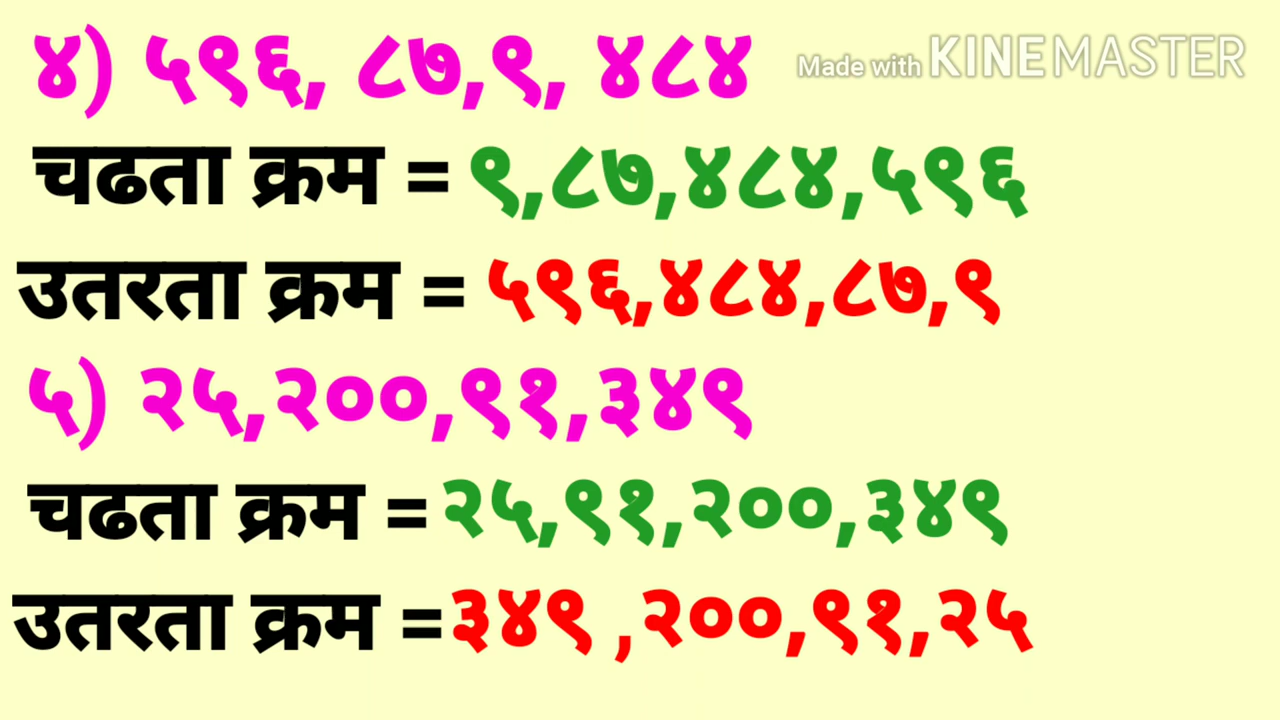 ४) ५९६, ८७,९, ४८४
Made with KINEMASTER
चढता क्रम = ९,८७,४८४,५९६
उतरता क्रम = ५९६,४८४,८७,९
५) २५,२००,९१,३४९
चढता क्रम = २५,९१,२००,३४९
उतरता क्रम =३४९ ,२००,९१,२५